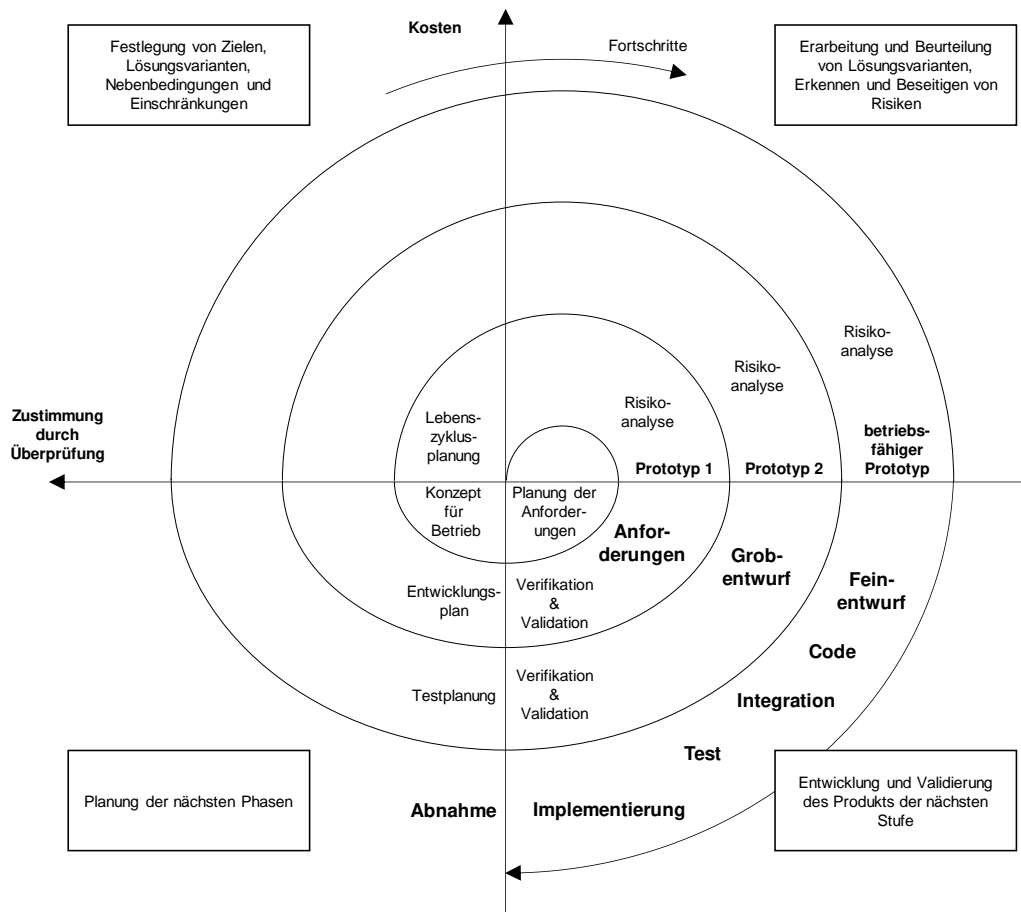 Kosten
Festlegung von Zielen,
Lösungsvarianten,
Nebenbedingungen und
Einschränkungen
Fortschritte
Erarbeitung und Beurteilung
von Lösungsvarianten,
Erkennen und Beseitigen von
Risiken
Risiko-
analyse
Risiko-
analyse
Risiko-
analyse
Lebens-
zyklus-
planung
Zustimmung
durch
Überprüfung
Prototyp 1
Prototyp 2
betriebs-
fähiger
Prototyp
Konzept
für
Betrieb
Planung der
Anforder-
ungen
Anfor-
derungen
Grob-
entwurf
Fein-
entwurf
Entwicklungs-
plan
Verifikation
&
Validation
Code
Testplanung
Verifikation
&
Validation
Integration
Test
Planung der nächsten Phasen
Abnahme
Implementierung
Entwicklung und Validierung
des Produkts der nächsten
Stufe